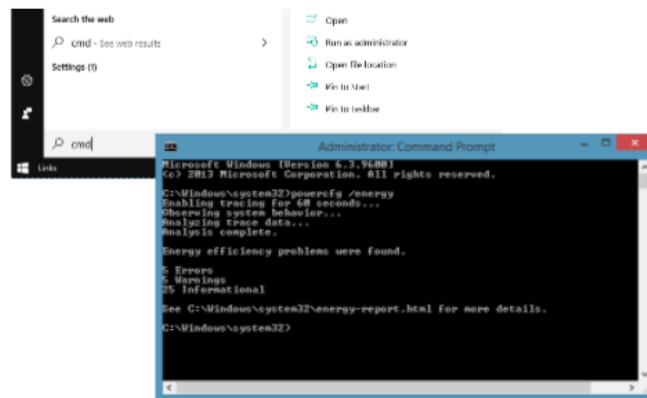 Search the web
cmd - See web results
Settings (1)
cmd
Links
Open
Run as administrator
Open file location
Pin to Start
Pin to taskbar
Administrator: Command Prompt
Microsoft Windows [Version 6.3.9600]
(c) 2013 Microsoft Corporation. All rights reserved.
C:\Windows\system32>powercfg /energy
Enabling tracing for 60 seconds...
Observing system behavior...
Analyzing trace data...
Analysis complete.
Energy efficiency problems were found.
5 Errors
5 Warnings
25 Informational
See C:\Windows\system32\energy-report.html for more details.
C:\Windows\system32>